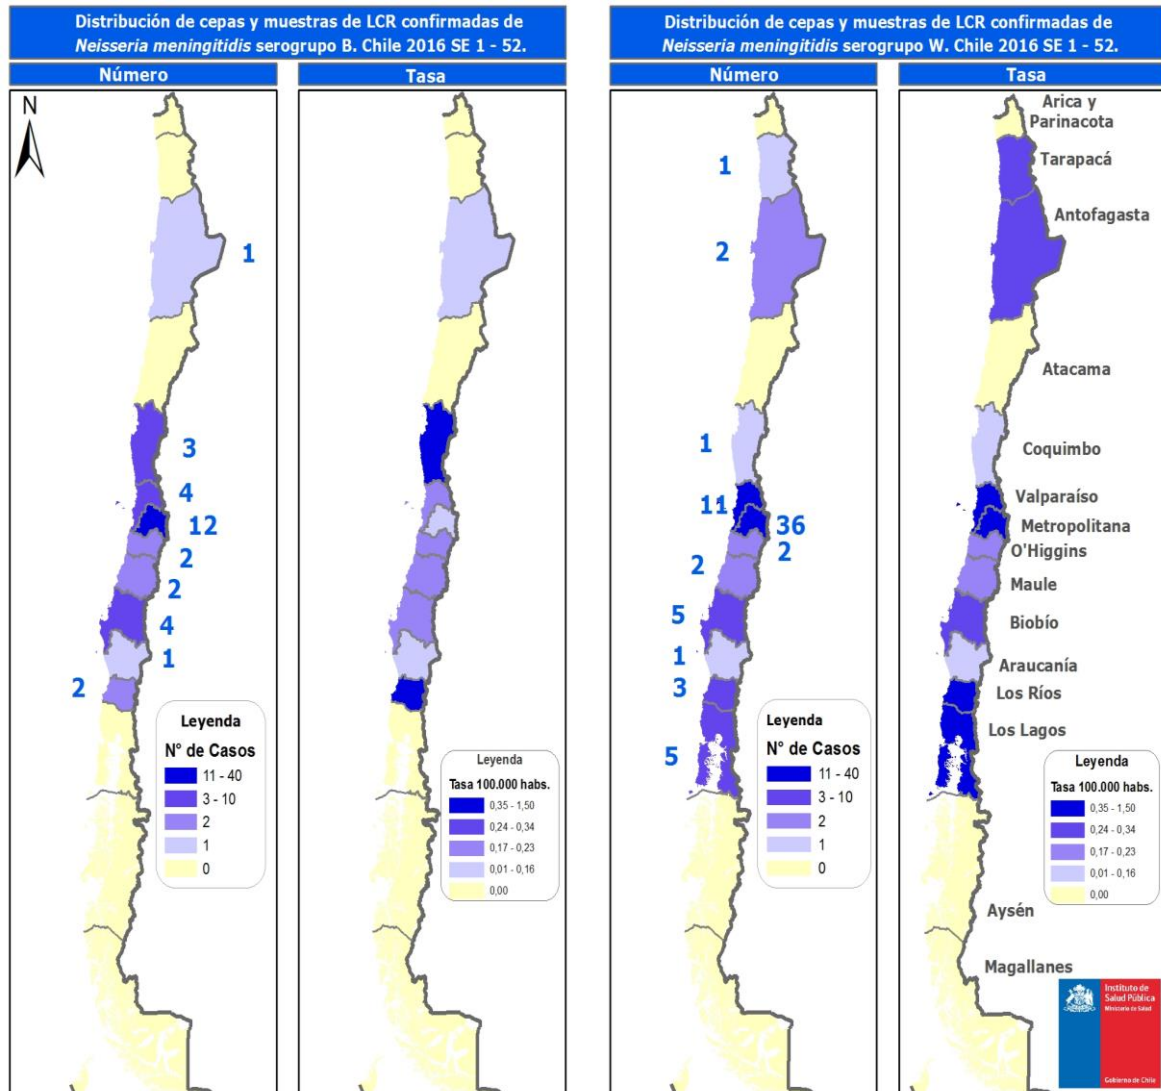 Distribución de cepas y muestras de LCR confirmadas de
Neisseria meningitidis serogrupo B. Chile 2016 SE 1 - 52.
Número
Tasa
N
1
3
4
12
2
2
4
1
2
Leyenda
N° de Casos
11 - 40
3 - 10
2
1
0
Leyenda
Tasa 100.000 habs.
0,35 - 1,50
0,24 - 0,34
0,17 - 0,23
0,01 - 0,16
0,00
Distribución de cepas y muestras de LCR confirmadas de
Neisseria meningitidis serogrupo W. Chile 2016 SE 1 - 52.
Número
Tasa
1
2
1
11
36
2
2
5
1
3
5
Leyenda
N° de Casos
11 - 40
3 - 10
2
1
0
Arica y
Parinacota
Tarapacá
Antofagasta
Atacama
Coquimbo
Valparaíso
Metropolitana
O'Higgins
Maule
Biobío
Araucanía
Los Ríos
Los Lagos
Leyenda
Tasa 100.000 habs.
0,35 - 1,50
0,24 - 0,34
0,17 - 0,23
0,01 - 0,16
0,00
Aysén
Magallanes
Instituto de
Salud Pública
Ministerio de Salud
Gobierno de Chile